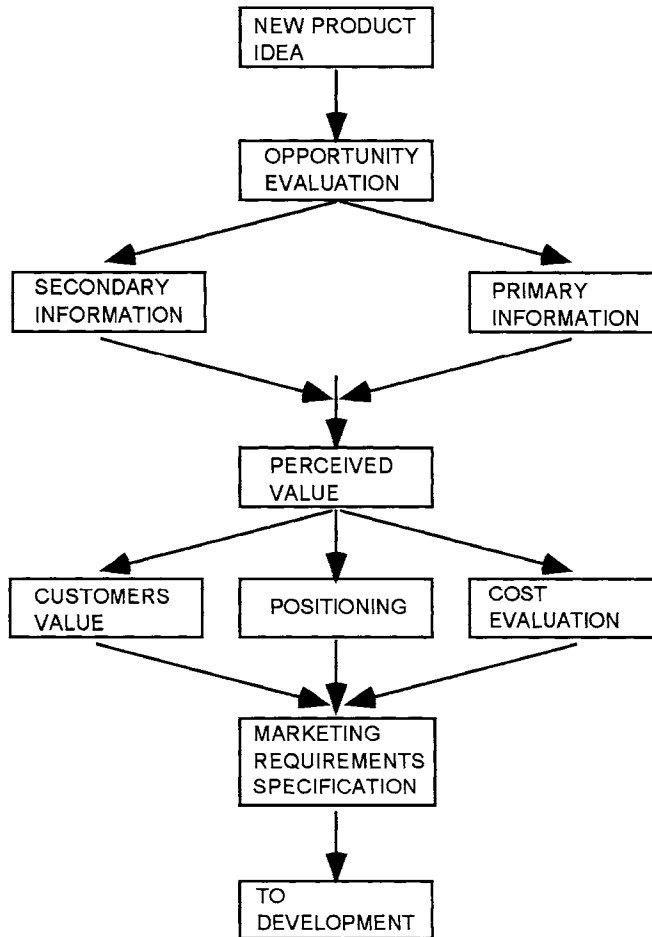 NEW PRODUCT
IDEA
OPPORTUNITY
EVALUATION
SECONDARY
INFORMATION
PRIMARY
INFORMATION
PERCEIVED
VALUE
CUSTOMERS
VALUE
POSITIONING
COST
EVALUATION
MARKETING
REQUIREMENTS
SPECIFICATION
TO
DEVELOPMENT